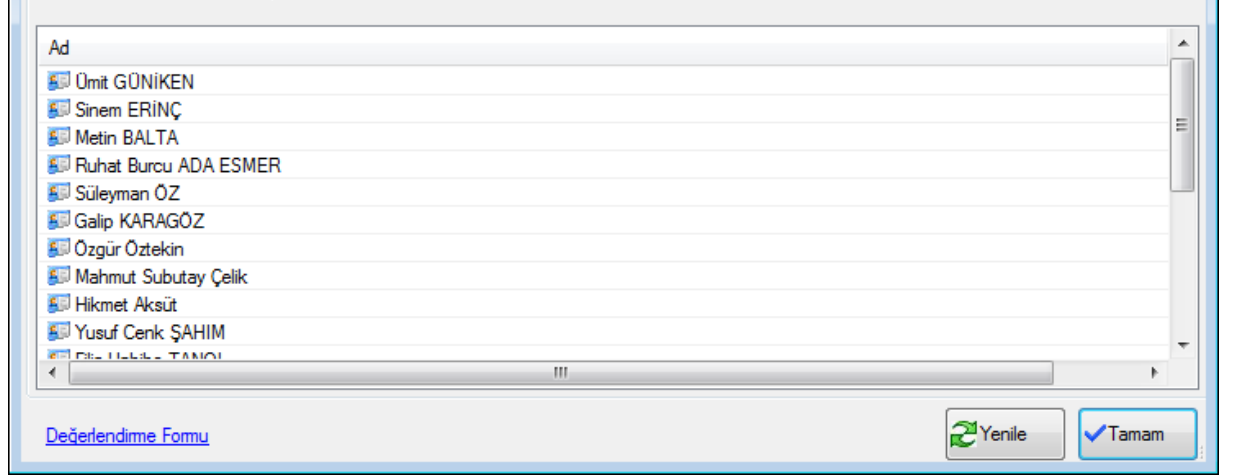 Ad
Ümit GÜNİKEN
Sinem ERİNÇ
Metin BALTA
Ruhat Burcu ADA ESMER
Süleyman ÖZ
Galip KARAGÖZ
Özgür Öztekin
Mahmut Subutay Çelik
Hikmet Aksüt
Yusuf Cenk ŞAHIM
Değerlendirme Formu
Yenile
Tamam